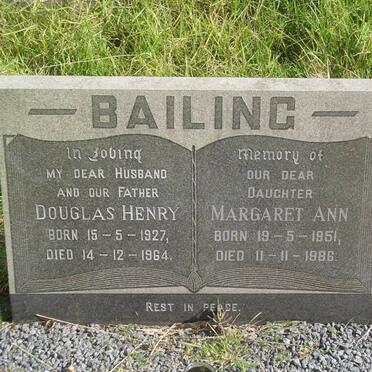 BAILING
In Loving
MY DEAR HUSBAND
AND OUR FATHER
DOUGLAS HENRY
BORN 15-5-1927,
DIED 14-12-1964.
Memory of
OUR DEAR
DAUGHTER
MARGARET ANN
BORN 19-5-1951,
DIED 11-11-1986.
REST IN PEACE.